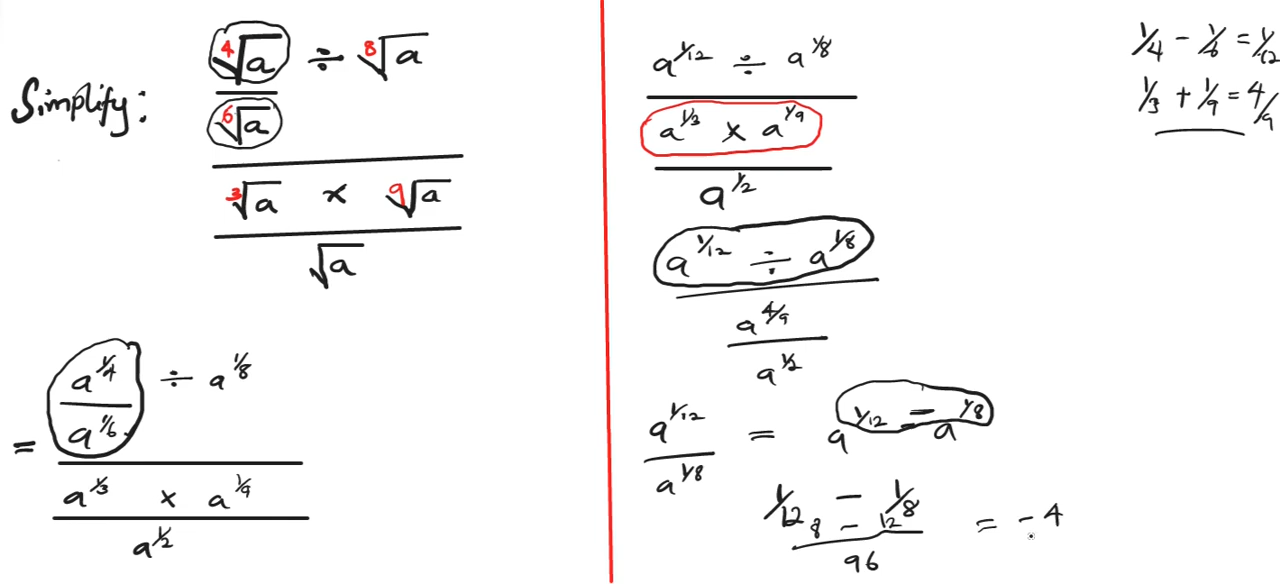 Simplify:
⁴√a ÷ ⁸√a
⁶√a
³√a × ⁹√a
√a
a^1/4 ÷ a^1/8
= a^1/6
a^1/3 × a^1/9
a^1/2
a^1/12 ÷ a^1/8
a^1/3 × a^1/9
a^1/2
a^1/12 ÷ a^1/8
a^4/9
a^1/2
a^1/12 = a^1/12 - a^1/8
a^1/8
1/12 - 1/8
8 - 12 = -4
96
1/4 - 1/6 = 1/12
1/3 + 1/9 = 4/9